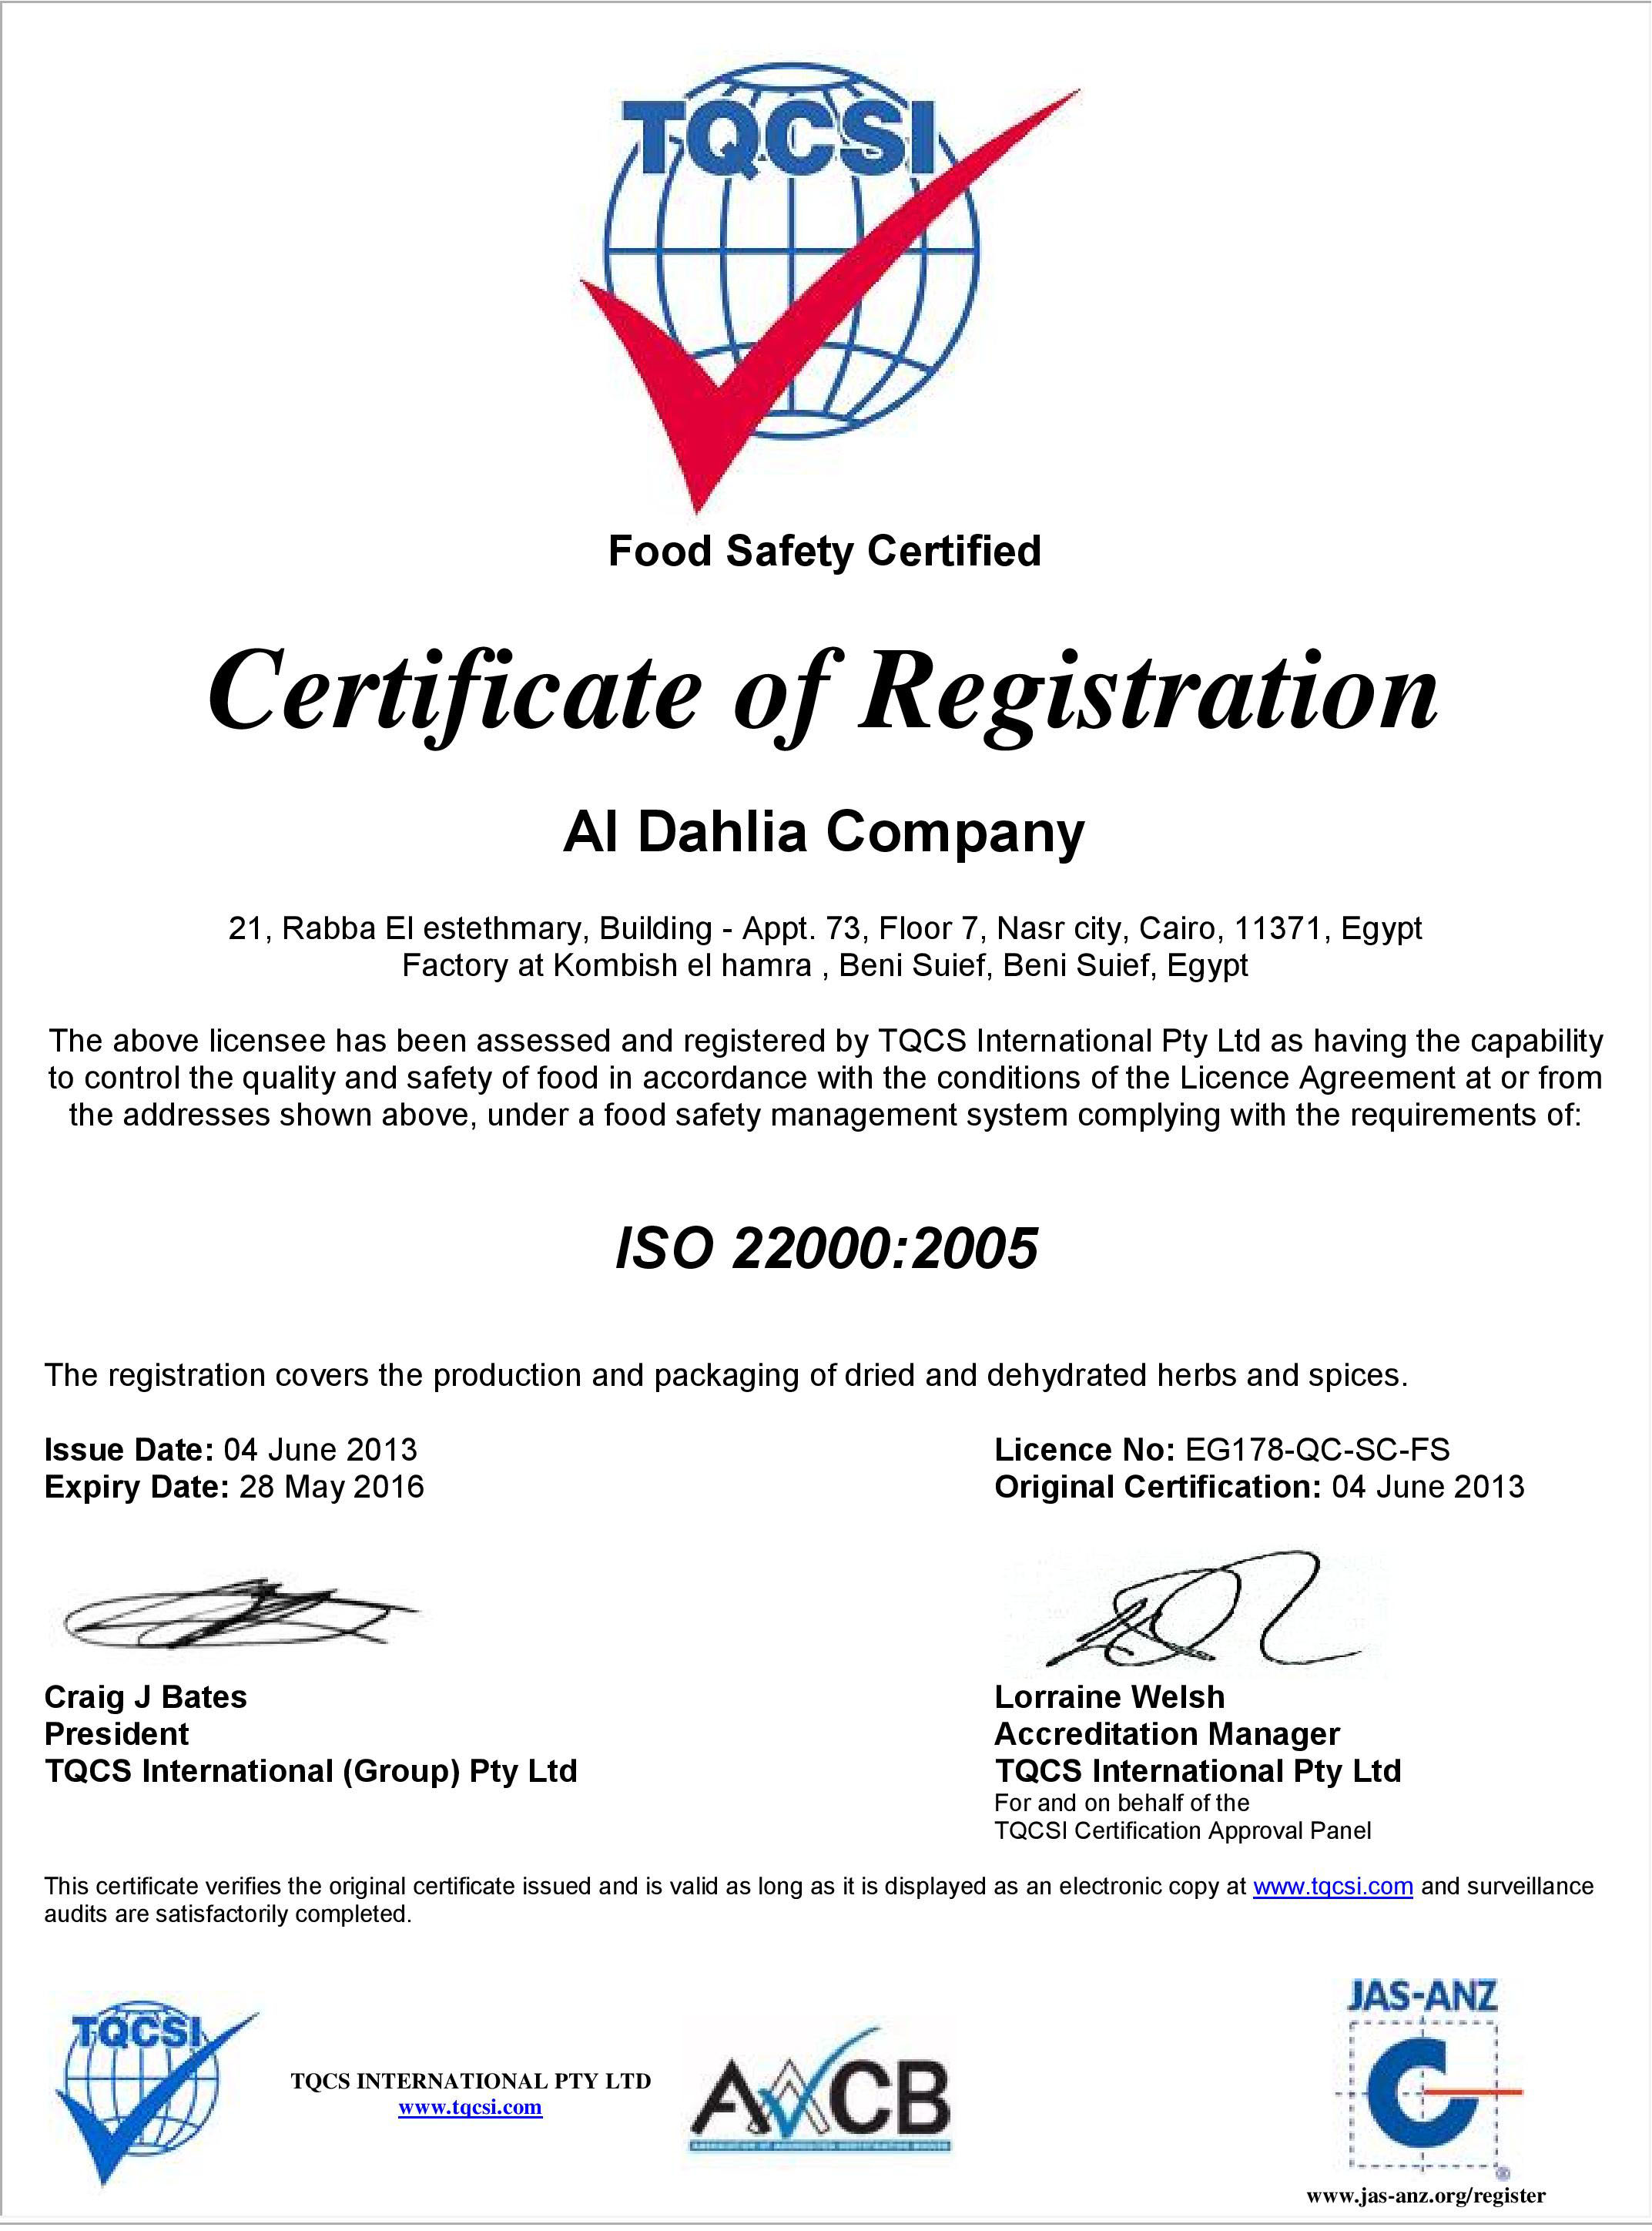 TQCSI
Food Safety Certified
Certificate of Registration
Al Dahlia Company
21, Rabba El estethmary, Building - Appt. 73, Floor 7, Nasr city, Cairo, 11371, Egypt
Factory at Kombish el hamra , Beni Suief, Beni Suief, Egypt
The above licensee has been assessed and registered by TQCS International Pty Ltd as having the capability
to control the quality and safety of food in accordance with the conditions of the Licence Agreement at or from
the addresses shown above, under a food safety management system complying with the requirements of:
ISO 22000:2005
The registration covers the production and packaging of dried and dehydrated herbs and spices.
Issue Date: 04 June 2013
Expiry Date: 28 May 2016
Licence No: EG178-QC-SC-FS
Original Certification: 04 June 2013
Craig J Bates
President
TQCS International (Group) Pty Ltd
Lorraine Welsh
Accreditation Manager
TQCS International Pty Ltd
For and on behalf of the
TQCSI Certification Approval Panel
This certificate verifies the original certificate issued and is valid as long as it is displayed as an electronic copy at www.tqcsi.com and surveillance
audits are satisfactorily completed.
TQCSI
TQCS INTERNATIONAL PTY LTD
www.tqcsi.com
AACB
ASSOCIATION OF ACCREDITED CERTIFICATION BODIES
JAS-ANZ
C
®
www.jas-anz.org/register